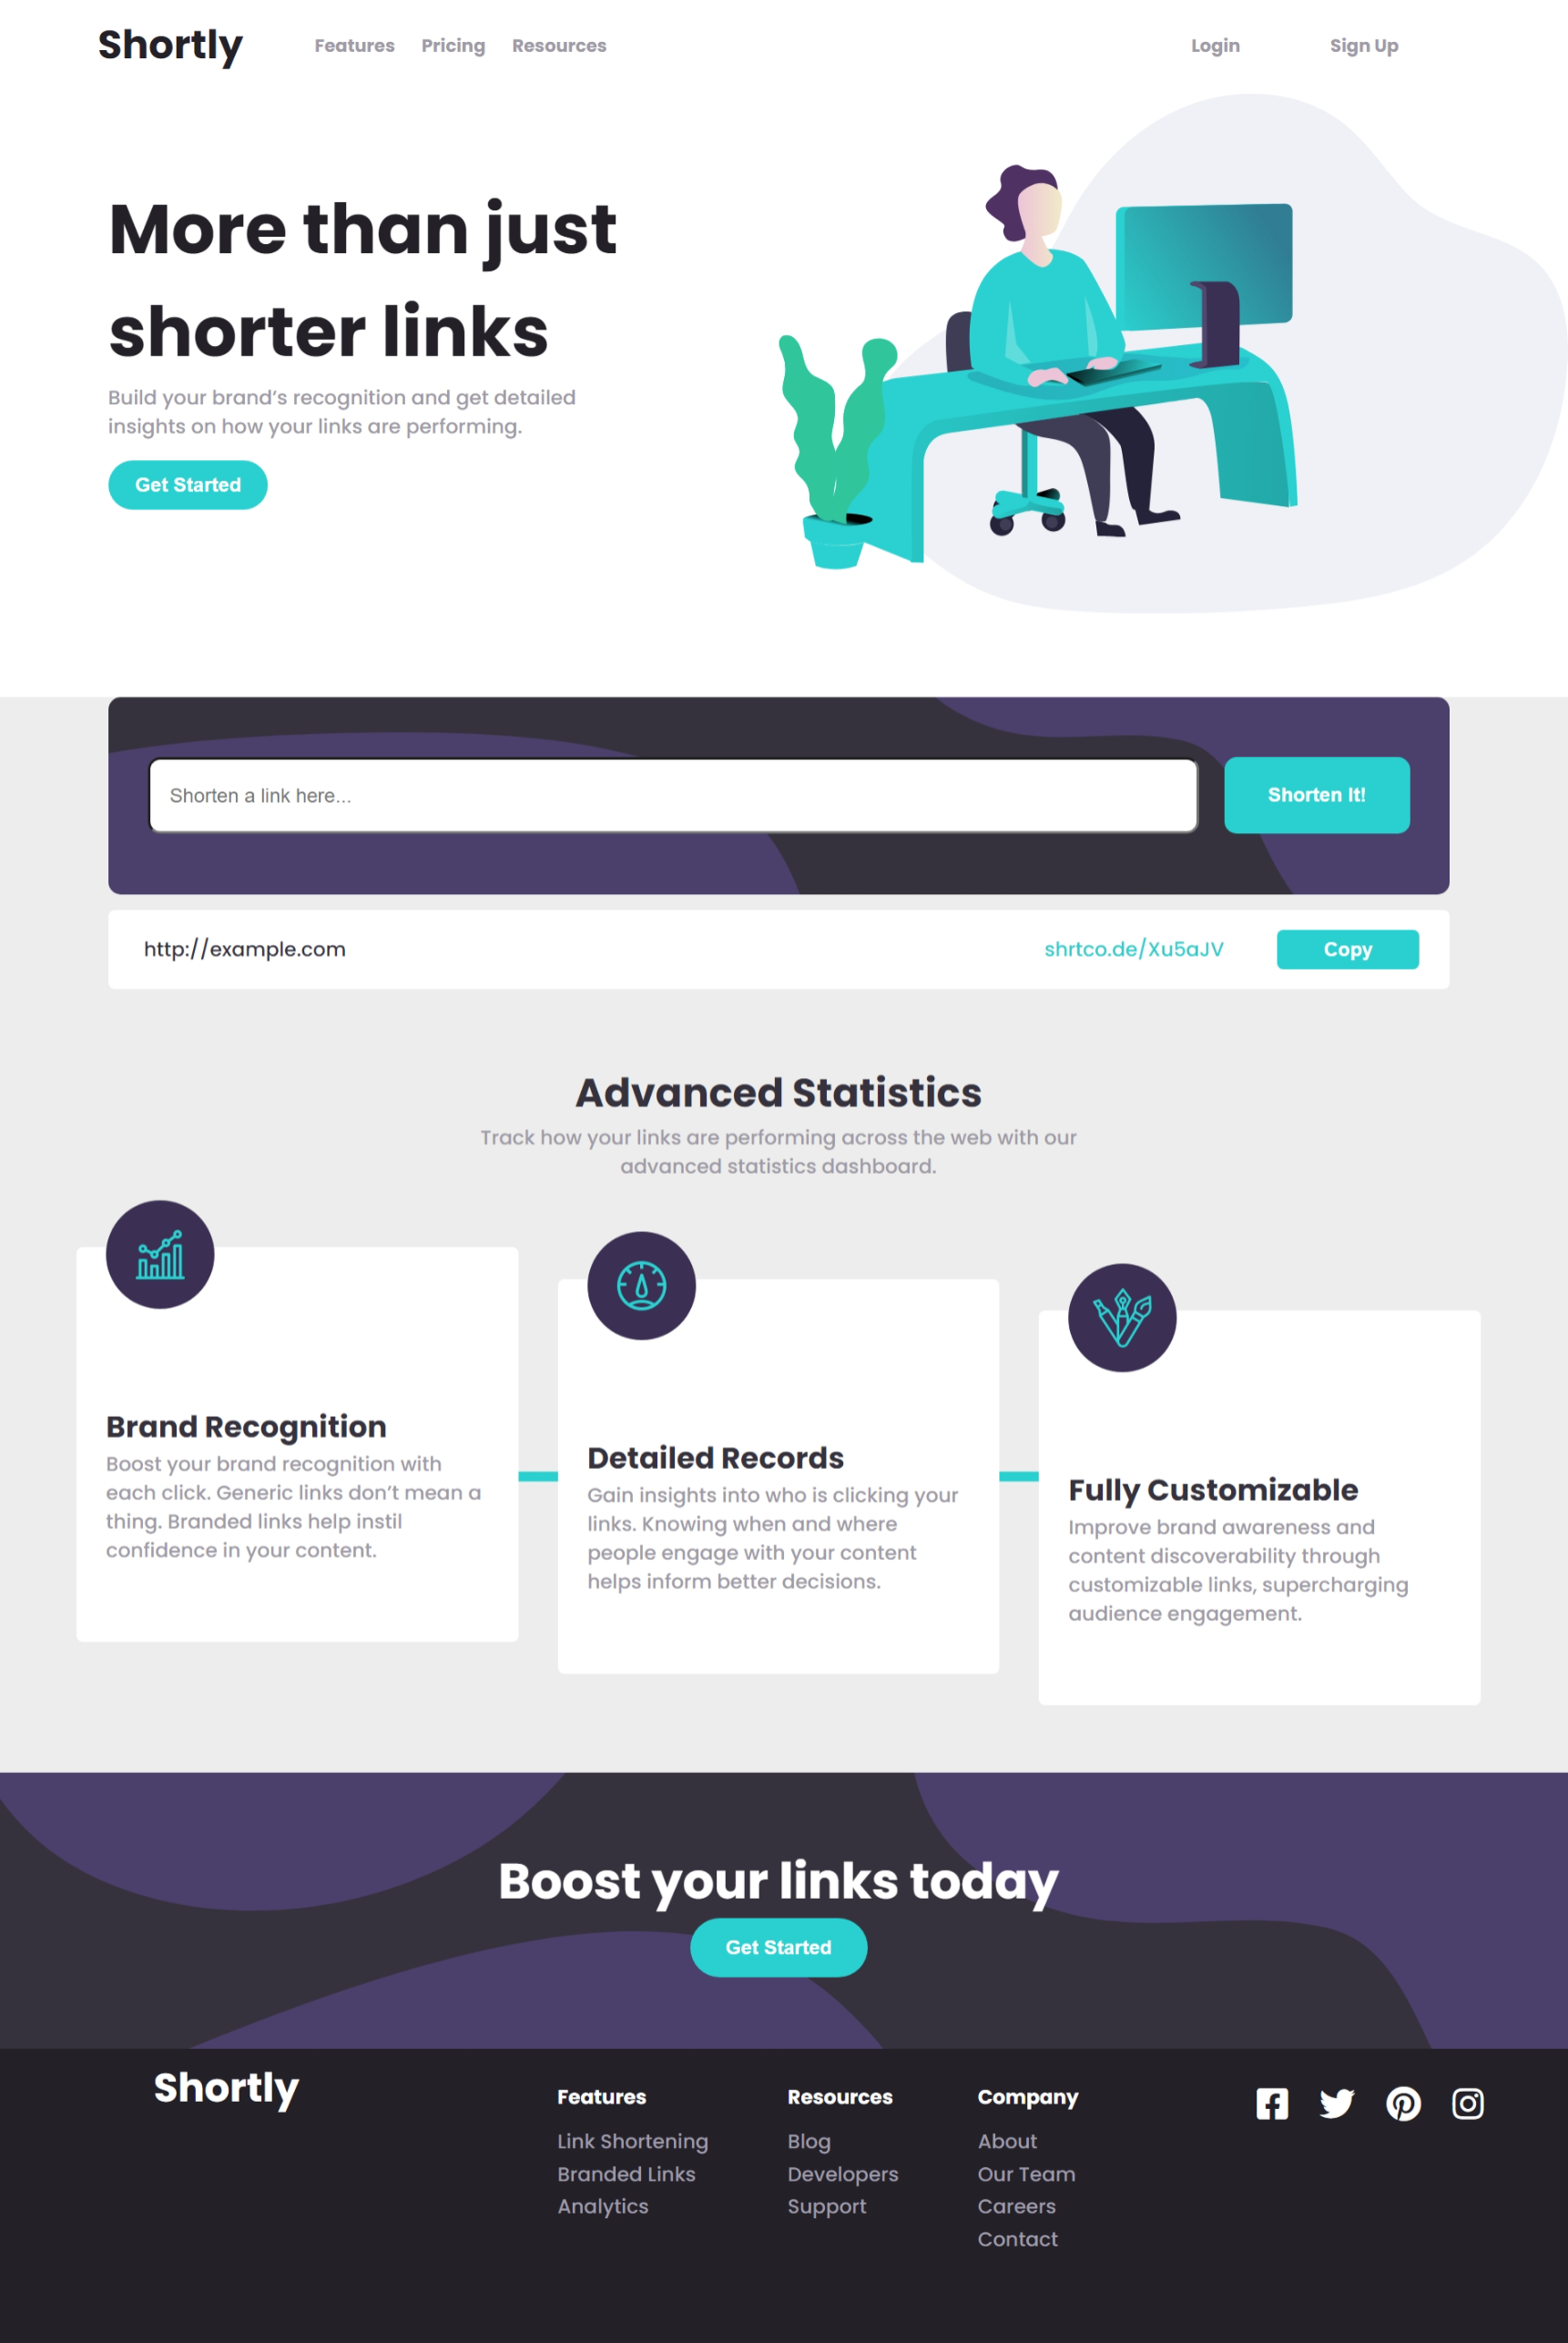 Shortly
Features Pricing Resources
Login Sign Up
More than just
shorter links
Build your brand’s recognition and get detailed
insights on how your links are performing.
Get Started
Shorten a link here...
Shorten It!
http://example.com
shrtco.de/Xu5aJV
Copy
Advanced Statistics
Track how your links are performing across the web with our
advanced statistics dashboard.
Brand Recognition
Boost your brand recognition with
each click. Generic links don’t mean a
thing. Branded links help instil
confidence in your content.
Detailed Records
Gain insights into who is clicking your
links. Knowing when and where
people engage with your content
helps inform better decisions.
Fully Customizable
Improve brand awareness and
content discoverability through
customizable links, supercharging
audience engagement.
Boost your links today
Get Started
Shortly
Features
Link Shortening
Branded Links
Analytics
Resources
Blog
Developers
Support
Company
About
Our Team
Careers
Contact